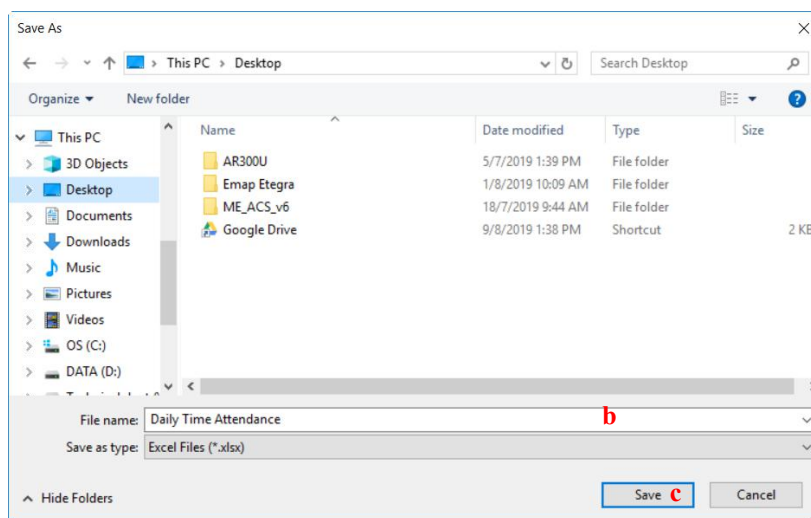 Save As
This PC > Desktop
Search Desktop
Organize
New folder
Name
Date modified
Type
Size
This PC
3D Objects
Desktop
Documents
Downloads
Music
Pictures
Videos
OS (C:)
DATA (D:)
AR300U 5/7/2019 1:39 PM File folder
Emap Etegra 1/8/2019 10:09 AM File folder
ME_ACS_v6 18/7/2019 9:44 AM File folder
Google Drive 9/8/2019 1:38 PM Shortcut 2 KB
File name: Daily Time Attendance b
Save as type: Excel Files (*.xlsx)
Hide Folders
Save c
Cancel